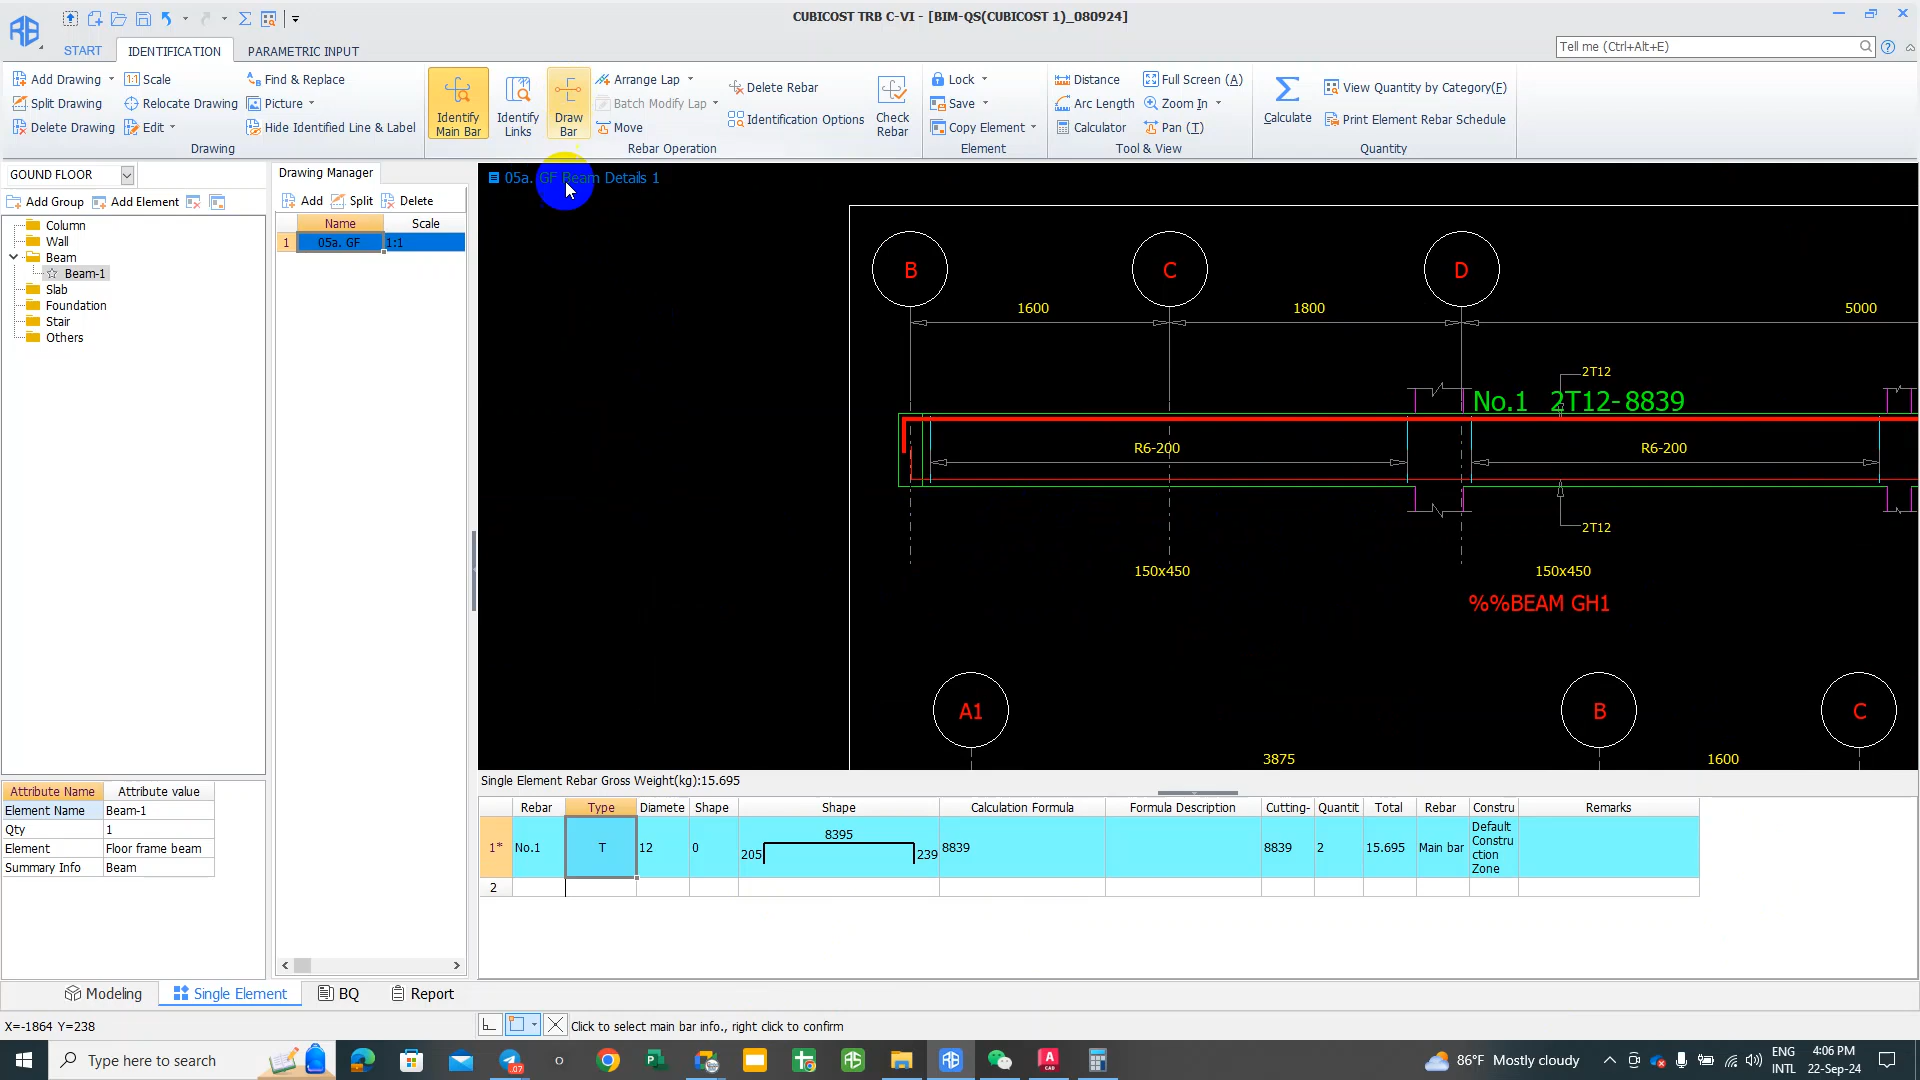 CUBICOST TRB C-VI - [BIM-QS(CUBICOST 1)_080924]
START
IDENTIFICATION
PARAMETRIC INPUT
Tell me (Ctrl+Alt+E)
Add Drawing
Scale
Find & Replace
Split Drawing
Relocate Drawing
Picture
Delete Drawing
Edit
Hide Identified Line & Label
Drawing
Identify Main Bar
Identify Links
Draw Bar
Arrange Lap
Batch Modify Lap
Move
Delete Rebar
Identification Options
Check Rebar
Rebar Operation
Lock
Save
Copy Element
Element
Distance
Arc Length
Calculator
Full Screen (A)
Zoom In
Pan (T)
Tool & View
Calculate
View Quantity by Category(E)
Print Element Rebar Schedule
Quantity
GOUND FLOOR
Add Group
Add Element
Column
Wall
Beam
Beam-1
Slab
Foundation
Stair
Others
Drawing Manager
Add
Split
Delete
Name
Scale
1
05a. GF
1:1
05a. GF Beam Details 1
B
C
D
1600
1800
5000
2T12
No.1 2T12-8839
R6-200
R6-200
2T12
150x450
150x450
%%BEAM GH1
A1
B
C
3875
1600
Attribute Name
Attribute value
Element Name
Beam-1
Qty
1
Element
Floor frame beam
Summary Info
Beam
Single Element Rebar Gross Weight(kg):15.695
Rebar
Type
Diamete
Shape
Shape
Calculation Formula
Formula Description
Cutting-
Quantit
Total
Rebar
Constru
Remarks
1*
No.1
T
12
0
8395
205
239
8839
8839
2
15.695
Main bar
Default
Constru
ction
Zone
2
Modeling
Single Element
BQ
Report
X=-1864 Y=238
Click to select main bar info., right click to confirm
Type here to search
86°F Mostly cloudy
ENG
INTL
4:06 PM
22-Sep-24